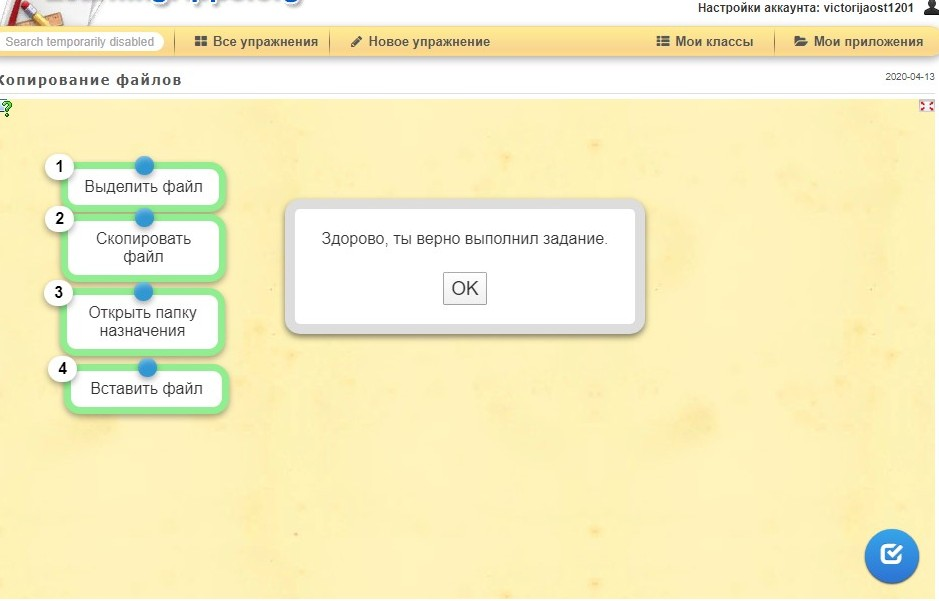 Настройки аккаунта: victorijaost1201
Search temporarily disabled
Все упражнения
Новое упражнение
Мои классы
Мои приложения
Копирование файлов
2020-04-13
1
Выделить файл
2
Скопировать
файл
3
Открыть папку
назначения
4
Вставить файл
Здорово, ты верно выполнил задание.
OK